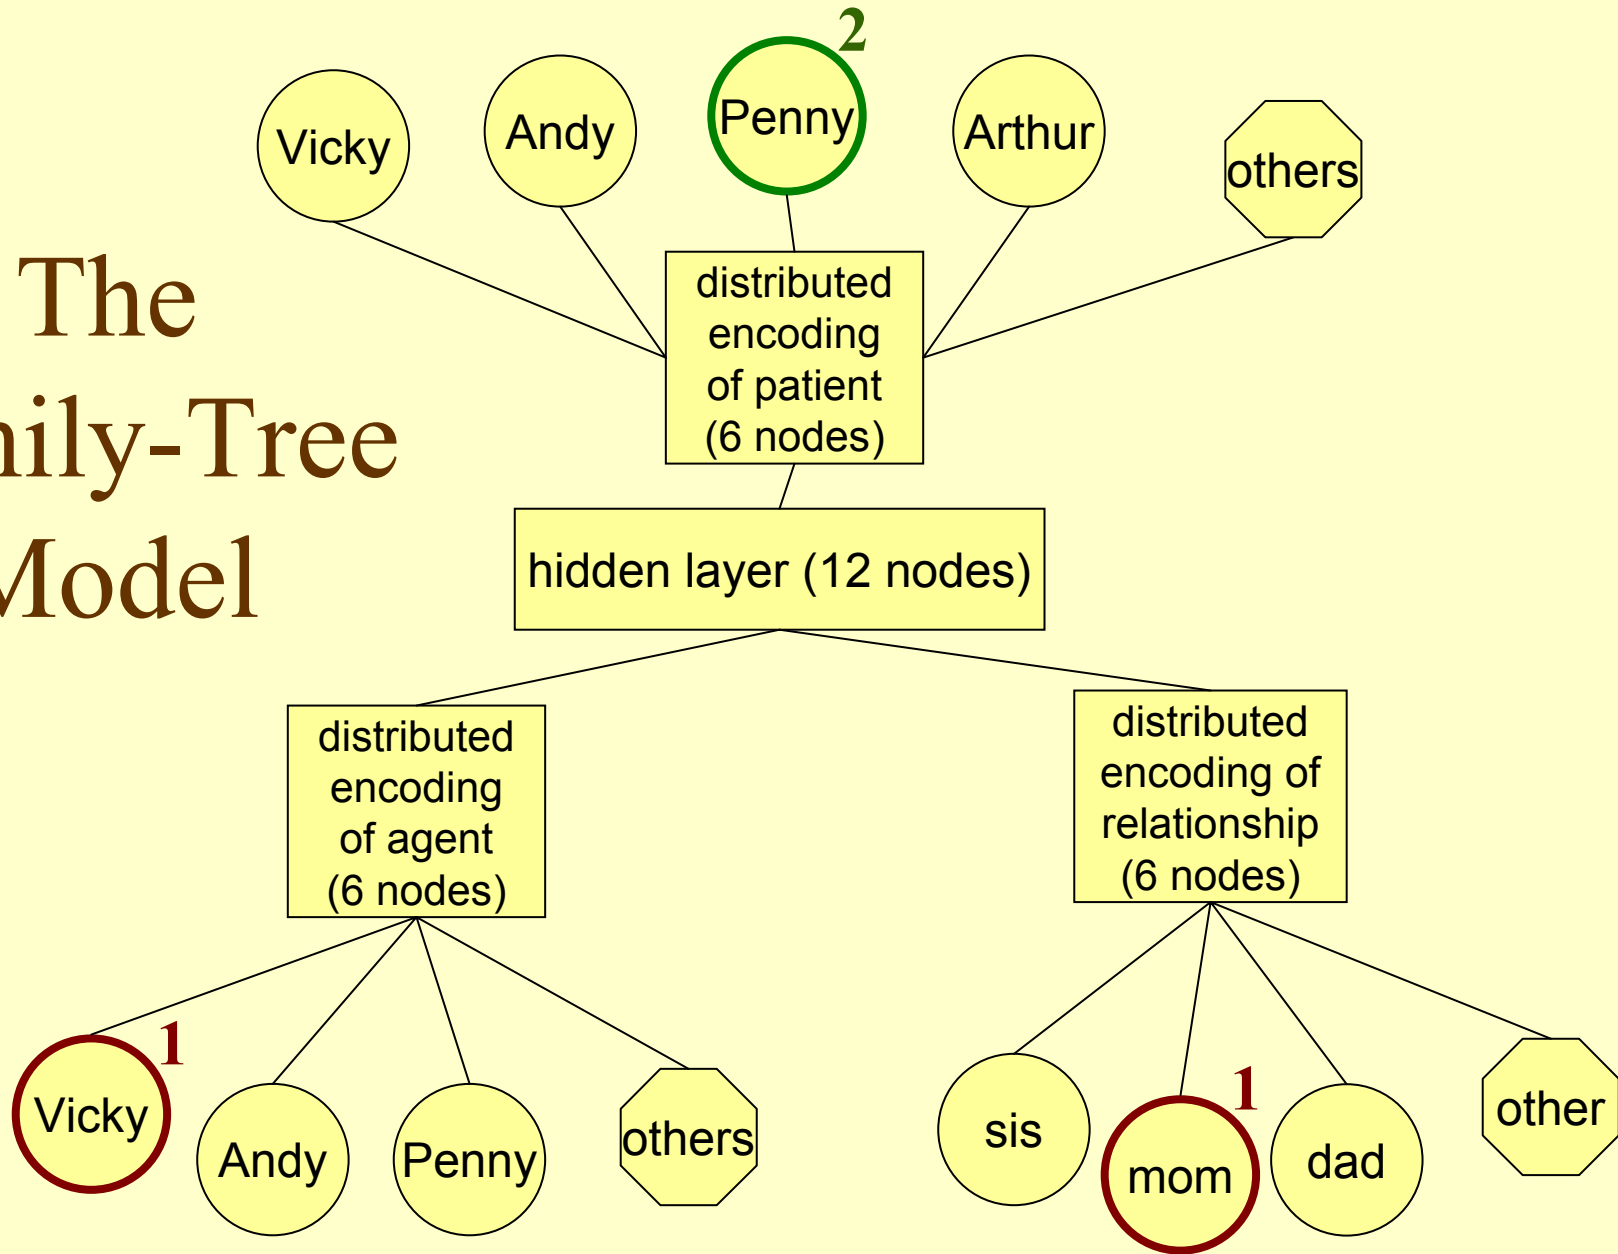 2
Vicky
Andy
Penny
Arthur
others
The
mily-Tree
Model
distributed
encoding
of patient
(6 nodes)
hidden layer (12 nodes)
distributed
encoding
of agent
(6 nodes)
distributed
encoding of
relationship
(6 nodes)
1
Vicky
Andy
Penny
others
sis
1
mom
dad
other